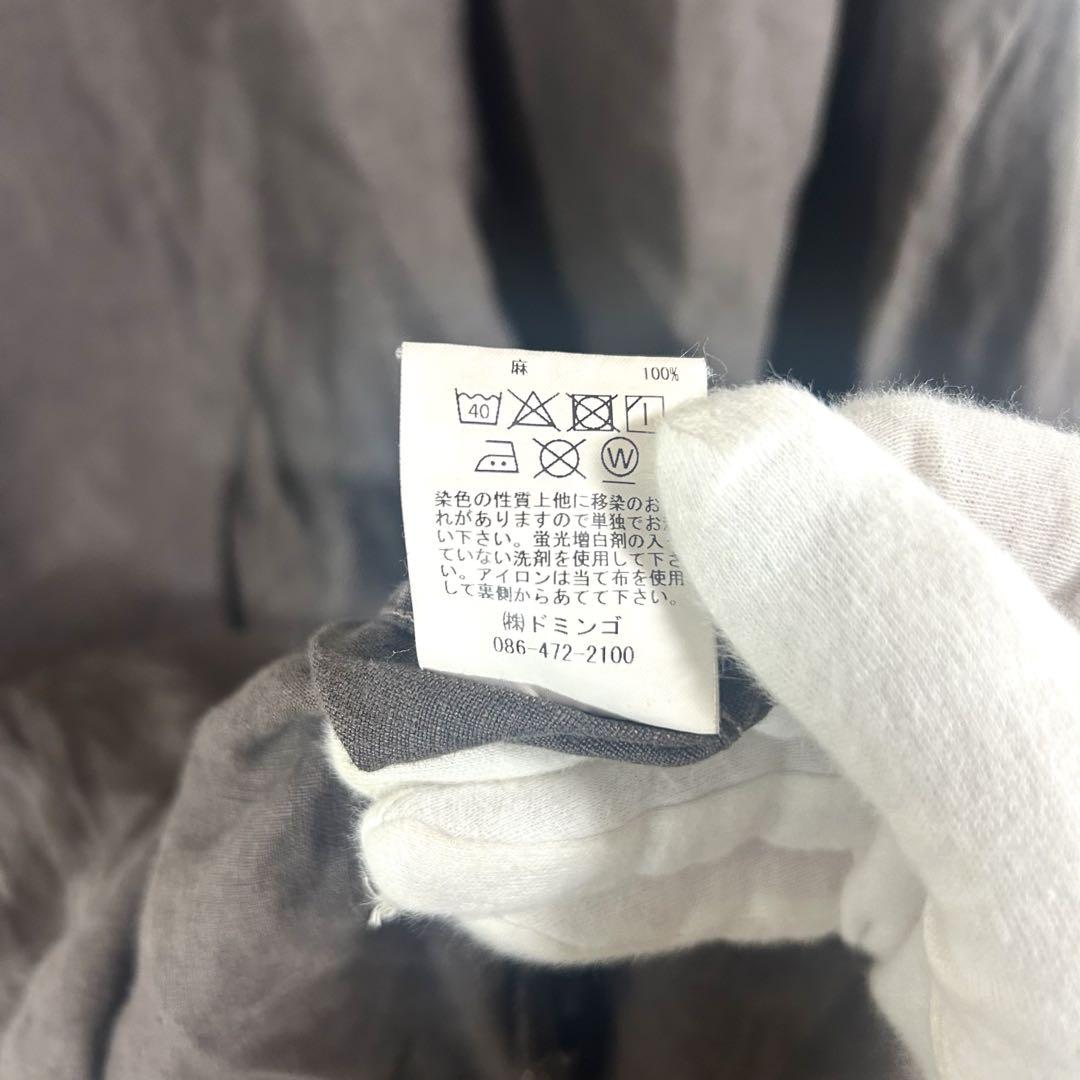 麻 100%
40
W
染色の性質上他に移染のお
れがありますので単独でお
い下さい。蛍光増白剤の入
ていない洗剤を使用して下さ
い。アイロンは当て布を使用
して裏側からあてて下さい。
㈱ドミンゴ
086-472-2100